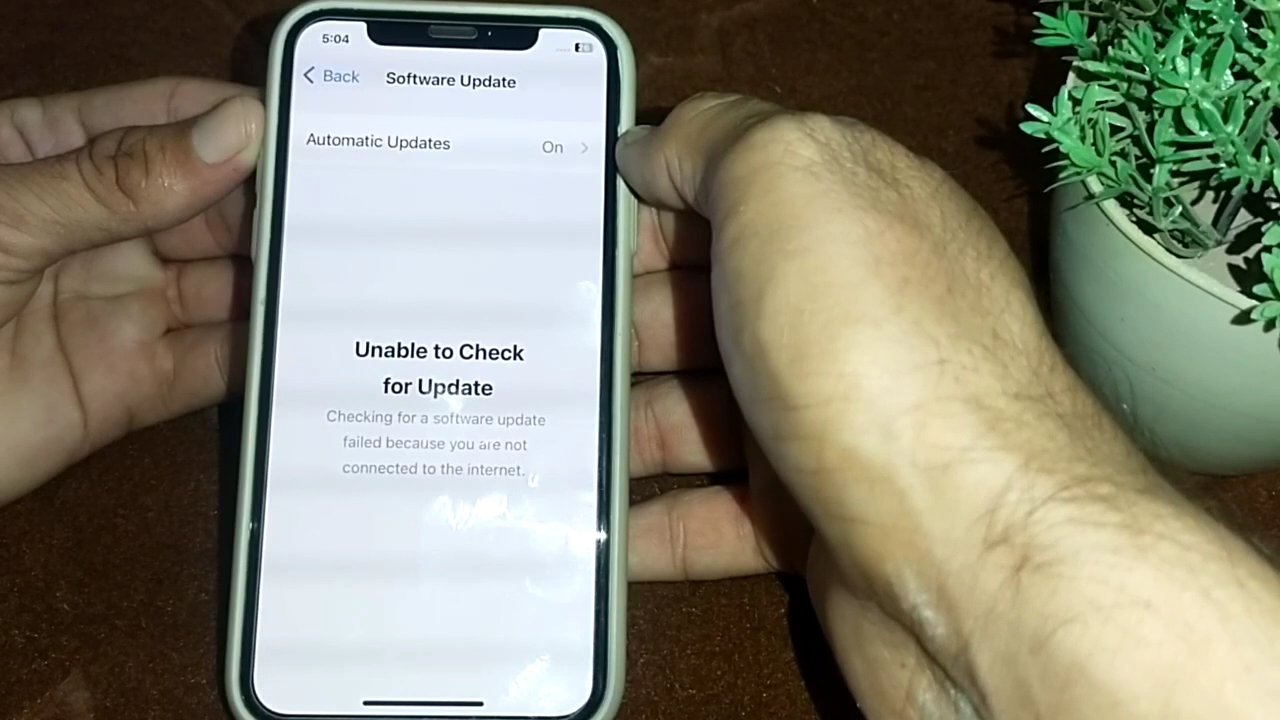 5:04
26
Back
Software Update
Automatic Updates
On
Unable to Check
for Update
Checking for a software update
failed because you are not
connected to the internet.